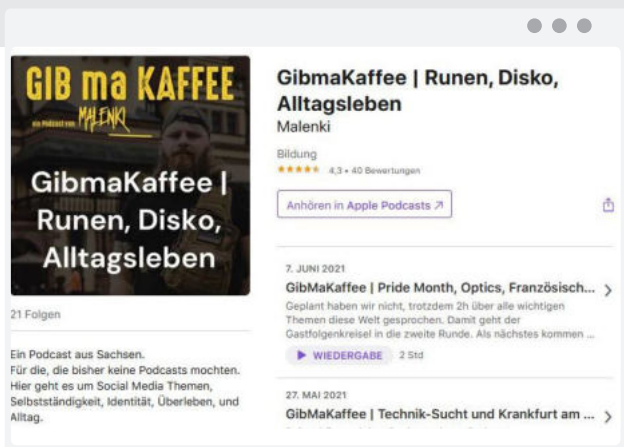 GIB ma KAFFEE
ein Podcast von MALENKI
GibmaKaffee |
Runen, Disko,
Alltagsleben
21 Folgen
Ein Podcast aus Sachsen.
Für die, die bisher keine Podcasts mochten.
Hier geht es um Social Media Themen,
Selbstständigkeit, Identität, Überleben, und
Alltag.
GibmaKaffee | Runen, Disko,
Alltagsleben
Malenki
Bildung
★★★★★ 4,3 • 40 Bewertungen
Anhören in Apple Podcasts ↗
7. JUNI 2021
GibMaKaffee | Pride Month, Optics, Französisch...
Geplant haben wir nicht, trotzdem 2h über alle wichtigen
Themen diese Welt gesprochen. Damit geht der
Gastfolgenkreisel in die zweite Runde. Als nächstes kommen ...
WIEDERGABE 2 Std
27. MAI 2021
GibMaKaffee | Technik-Sucht und Krankfurt am ...